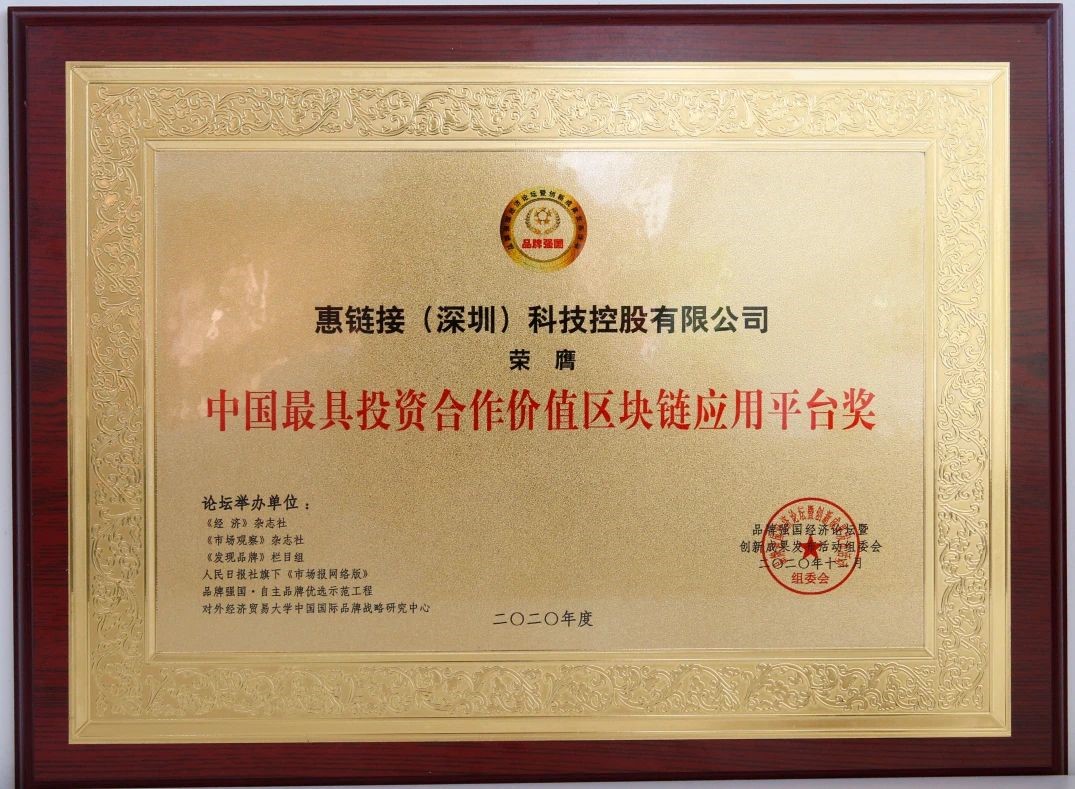 品牌强国
惠链接（深圳）科技控股有限公司
荣 膺
中国最具投资合作价值区块链应用平台奖
论坛举办单位：
《经 济》杂志社
《市场观察》杂志社
《发现品牌》栏目组
人民日报社旗下《市场报网络版》
品牌强国·自主品牌优选示范工程
对外经济贸易大学中国国际品牌战略研究中心
二〇二〇年度
品牌强国经济论坛暨
创新成果发布活动组委会
二〇二〇年十 月
组委会